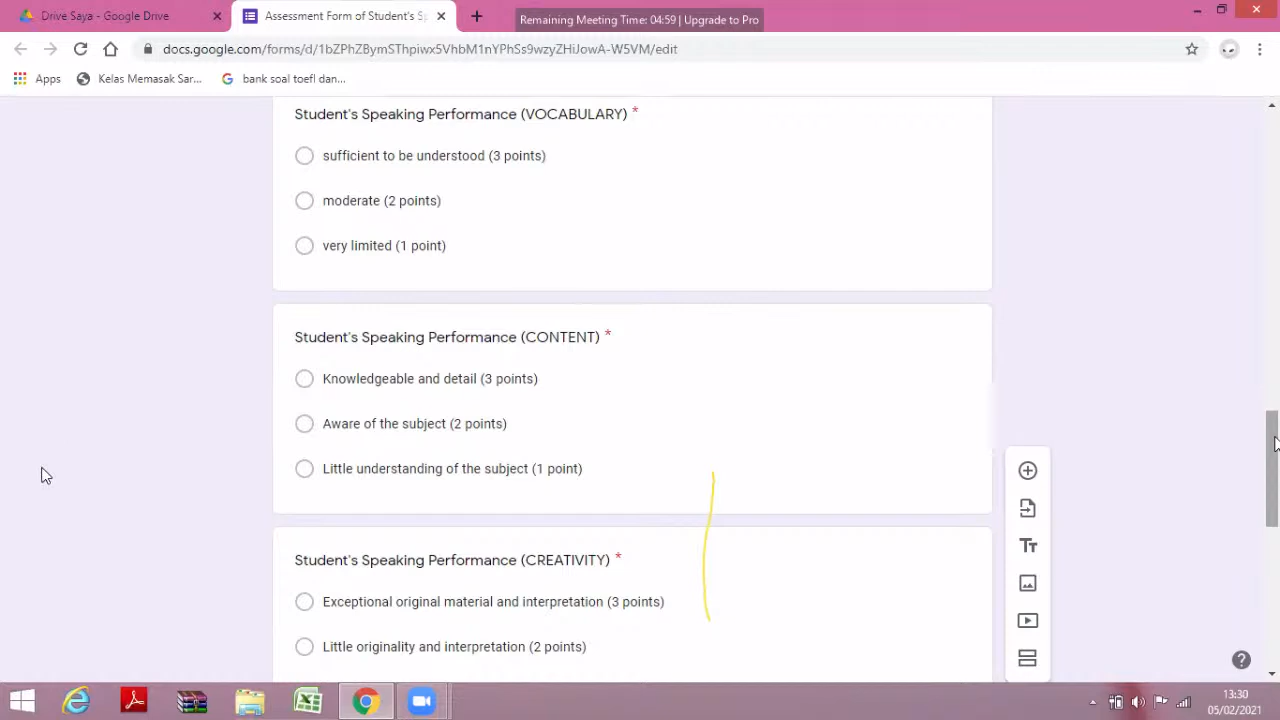 Drive Saya - Google Drive
Assessment Form of Student's Sp
Remaining Meeting Time: 04:59 | Upgrade to Pro
docs.google.com/forms/d/1bZPhZBymSThpiwx5VhbM1nYPhSs9wzyZHiJowA-W5VM/edit
Apps
Kelas Memasak Sar...
bank soal toefl dan...
Student's Speaking Performance (VOCABULARY) *
sufficient to be understood (3 points)
moderate (2 points)
very limited (1 point)
Student's Speaking Performance (CONTENT) *
Knowledgeable and detail (3 points)
Aware of the subject (2 points)
Little understanding of the subject (1 point)
Student's Speaking Performance (CREATIVITY) *
Exceptional original material and interpretation (3 points)
Little originality and interpretation (2 points)
13:30
05/02/2021